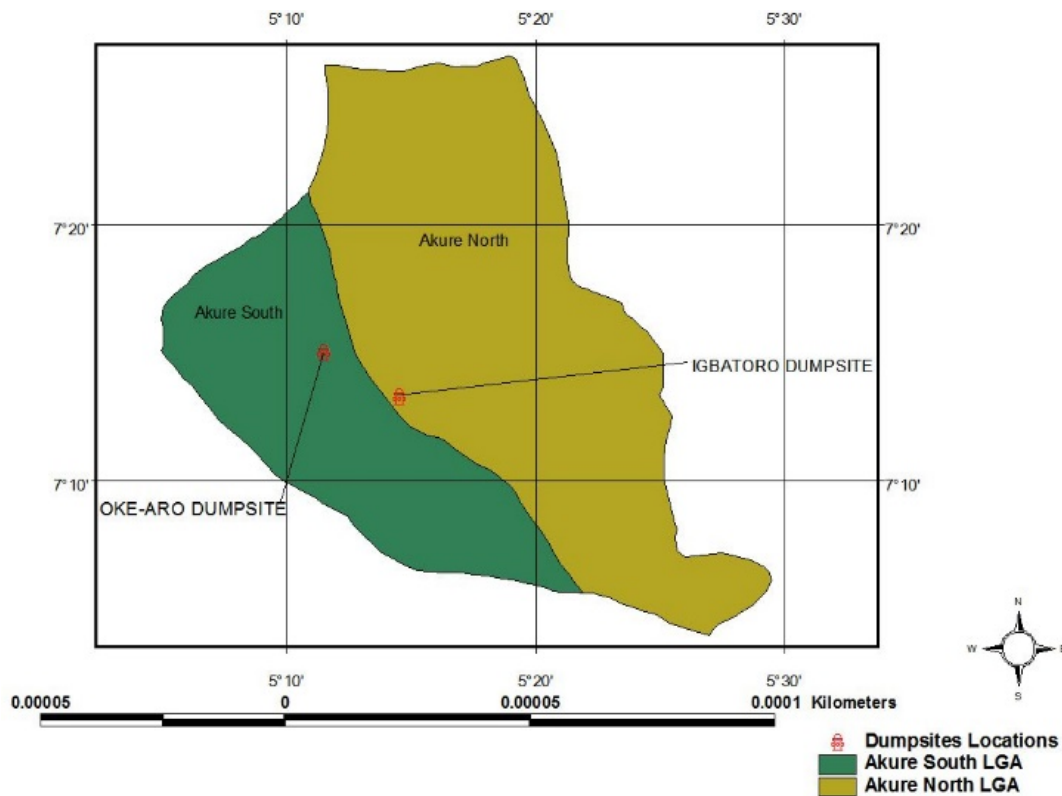 5° 10' 5° 20' 5° 30'
7° 20' 7° 20'
Akure North
Akure South
IGBATORO DUMPSITE
7° 10' 7° 10'
OKE-ARO DUMPSITE
5° 10' 5° 20' 5° 30'
N
W E
S
0.00005 0 0.00005 0.0001 Kilometers
Dumpsites Locations
Akure South LGA
Akure North LGA